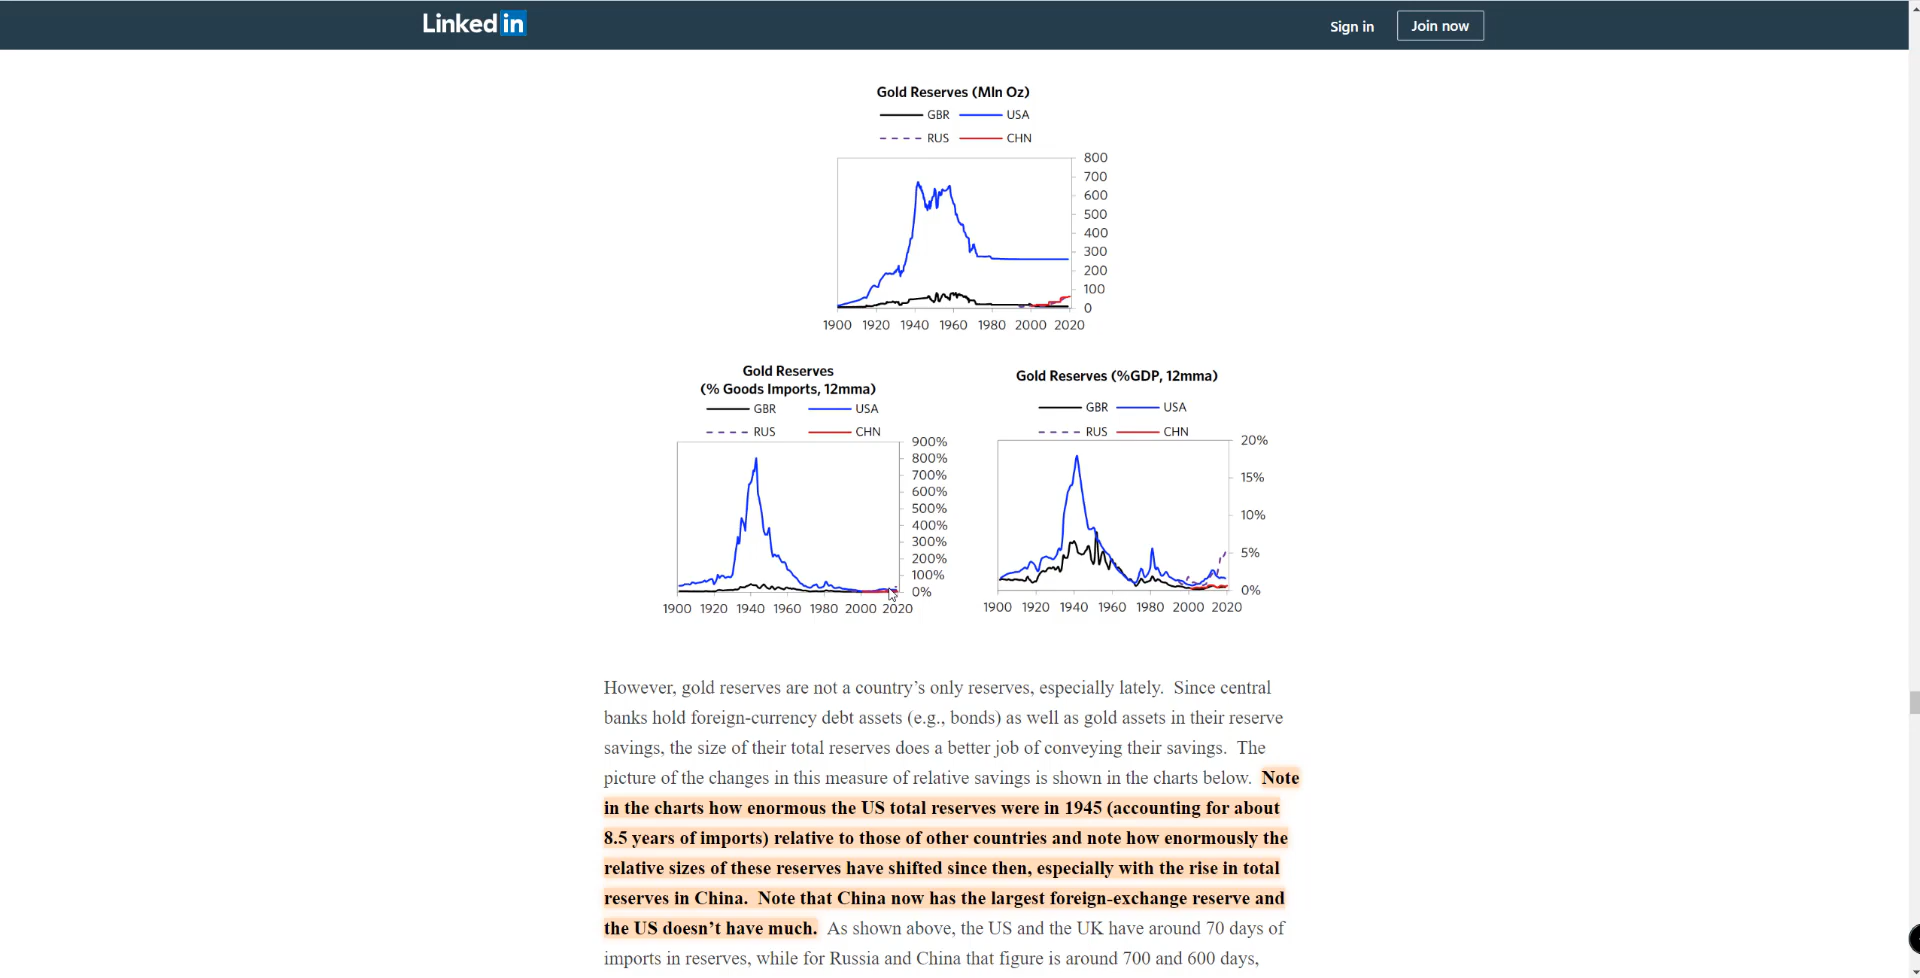 Linked in
Sign in
Join now
Gold Reserves (Mln Oz)
GBR USA
RUS CHN
800
700
600
500
400
300
200
100
0
1900 1920 1940 1960 1980 2000 2020
Gold Reserves
(% Goods Imports, 12mma)
GBR USA
RUS CHN
900%
800%
700%
600%
500%
400%
300%
200%
100%
0%
1900 1920 1940 1960 1980 2000 2020
Gold Reserves (%GDP, 12mma)
GBR USA
RUS CHN
20%
15%
10%
5%
0%
1900 1920 1940 1960 1980 2000 2020
However, gold reserves are not a country’s only reserves, especially lately. Since central
banks hold foreign-currency debt assets (e.g., bonds) as well as gold assets in their reserve
savings, the size of their total reserves does a better job of conveying their savings. The
picture of the changes in this measure of relative savings is shown in the charts below. Note
in the charts how enormous the US total reserves were in 1945 (accounting for about
8.5 years of imports) relative to those of other countries and note how enormously the
relative sizes of these reserves have shifted since then, especially with the rise in total
reserves in China. Note that China now has the largest foreign-exchange reserve and
the US doesn’t have much. As shown above, the US and the UK have around 70 days of
imports in reserves, while for Russia and China that figure is around 700 and 600 days,